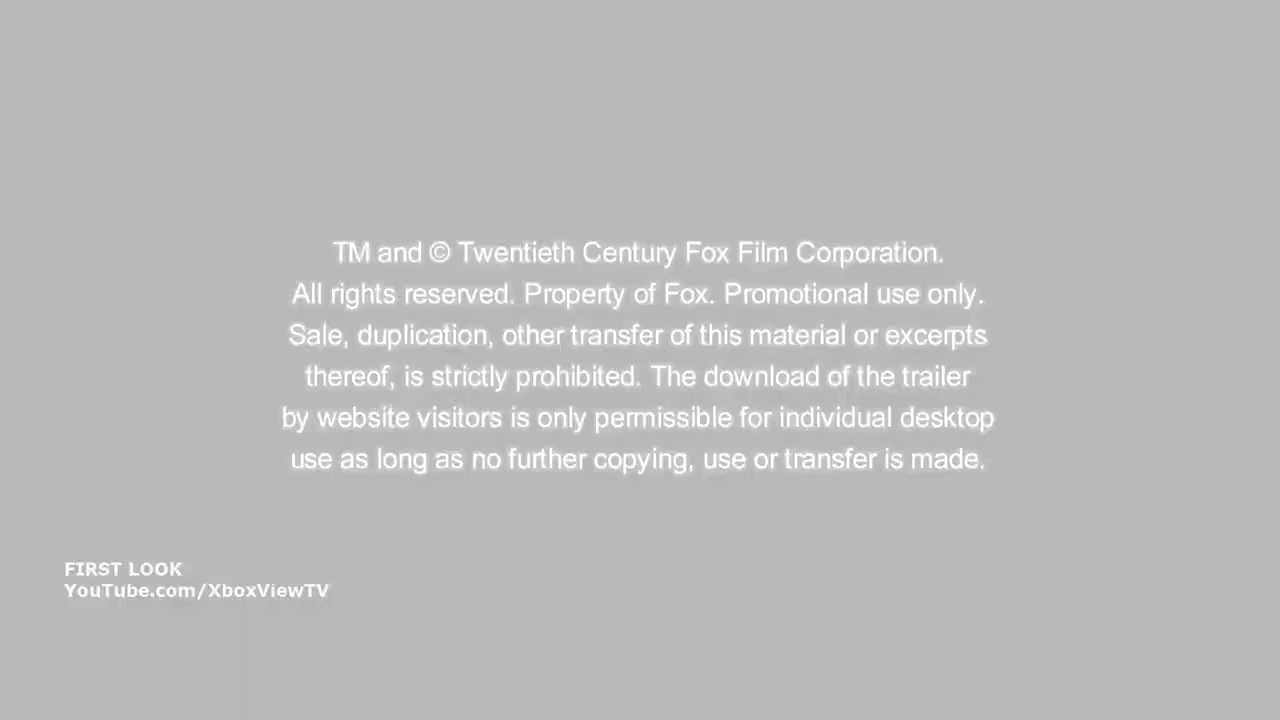 TM and © Twentieth Century Fox Film Corporation.
All rights reserved. Property of Fox. Promotional use only.
Sale, duplication, other transfer of this material or excerpts
thereof, is strictly prohibited. The download of the trailer
by website visitors is only permissible for individual desktop
use as long as no further copying, use or transfer is made.
FIRST LOOK
YouTube.com/XboxViewTV